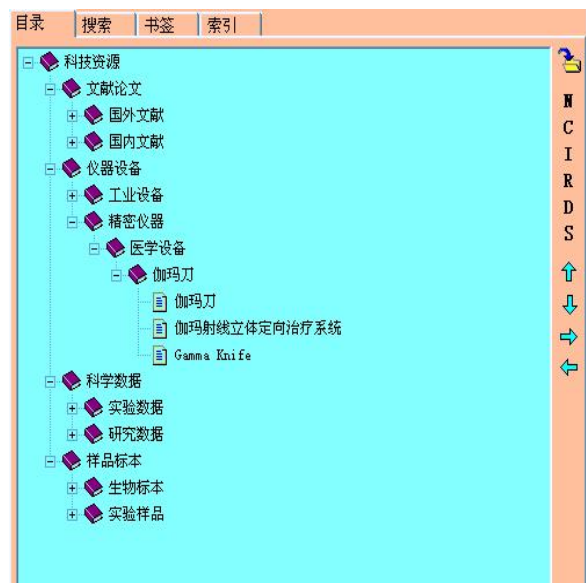 目录 搜索 书签 索引
科技资源
文献论文
国外文献
国内文献
仪器设备
工业设备
精密仪器
医学设备
伽玛刀
伽玛刀
伽玛射线立体定向治疗系统
Gamma Knife
科学数据
实验数据
研究数据
样品标本
生物标本
实验样品
N
C
I
R
D
S